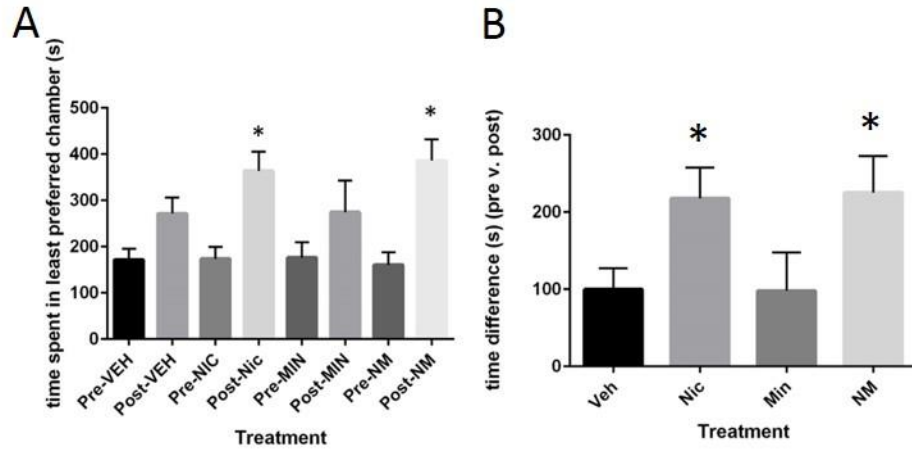 A
time spent in least preferred chamber (s)
500
400
300
200
100
0
*
*
Pre-VEH
Post-VEH
Pre-NIC
Post-Nic
Pre-MIN
Post-MIN
Pre-NM
Post-NM
Treatment
B
time difference (s) (pre v. post)
300
200
100
0
*
*
Veh
Nic
Min
NM
Treatment